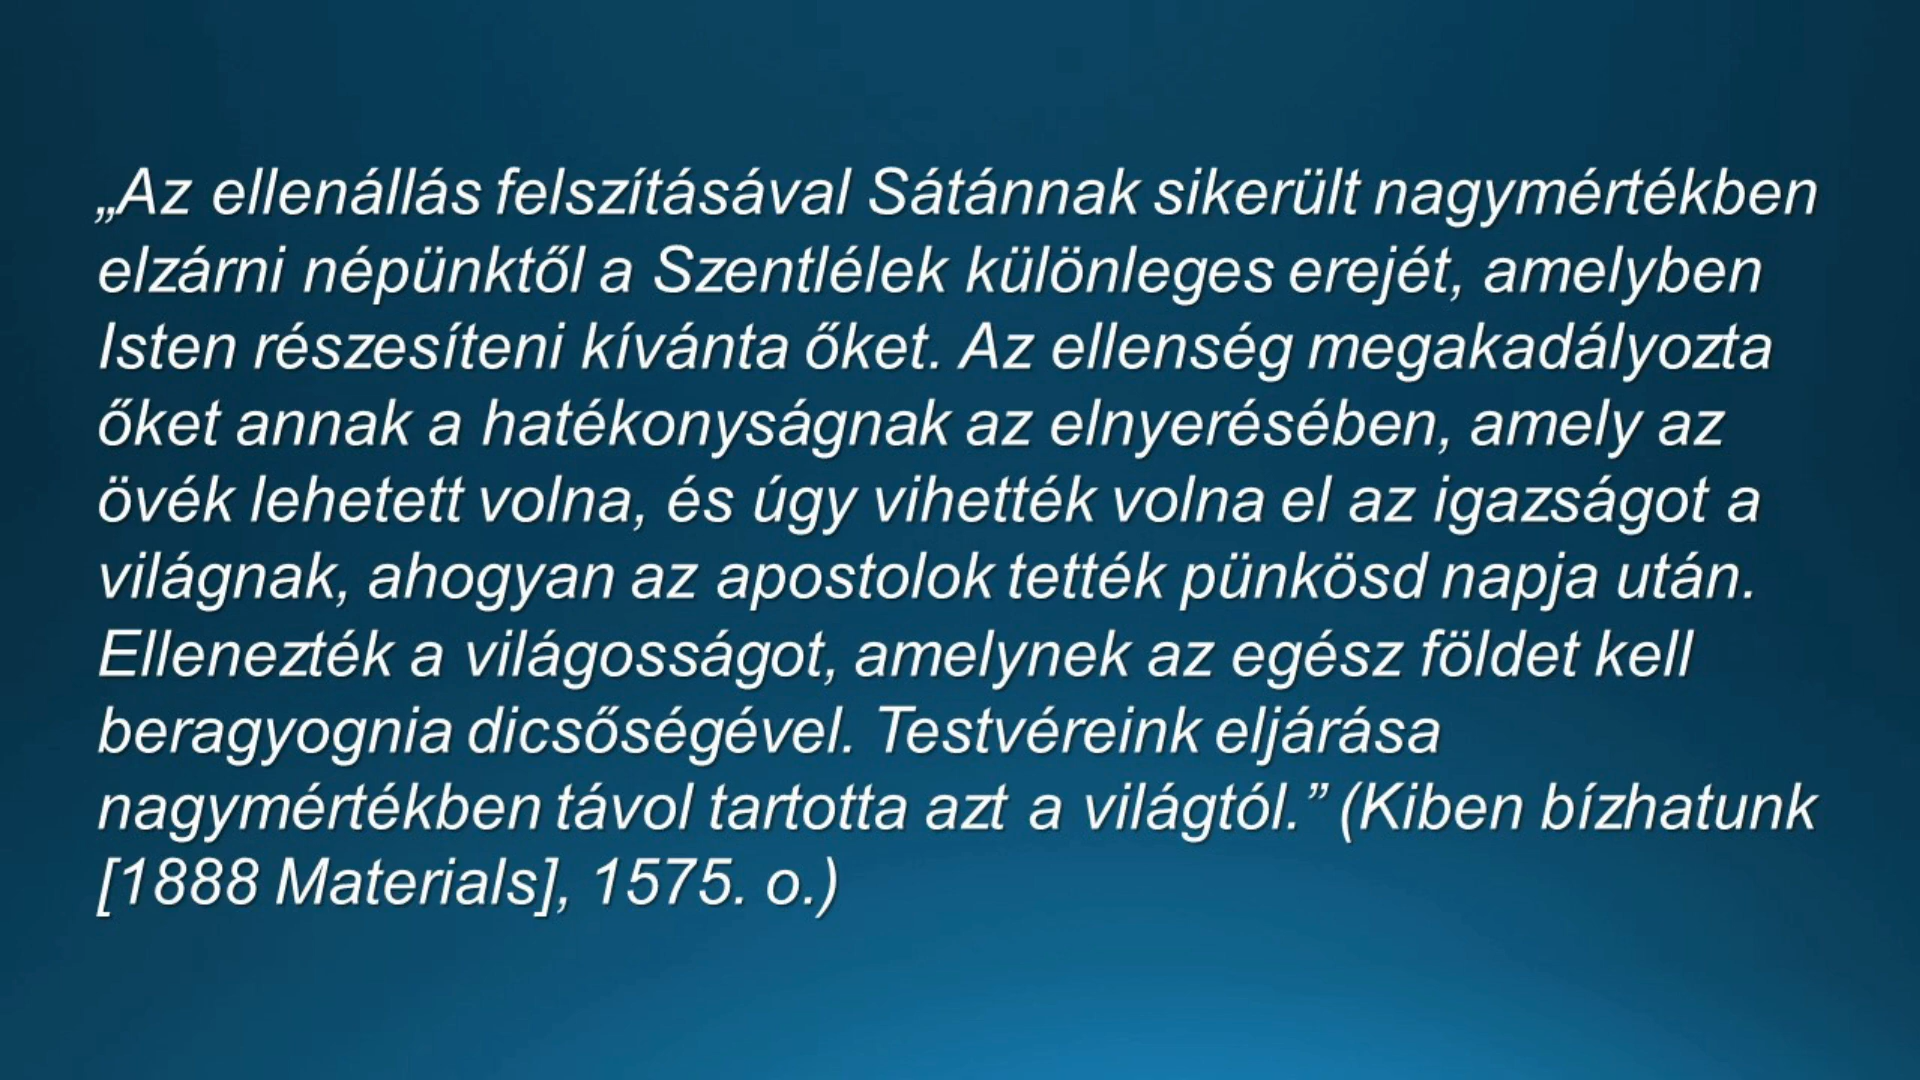 „Az ellenállás felszításával Sátánnak sikerült nagymértékben
elzárni népünktől a Szentlélek különleges erejét, amelyben
Isten részesíteni kívánta őket. Az ellenség megakadályozta
őket annak a hatékonyságnak az elnyerésében, amely az
övék lehetett volna, és úgy vihették volna el az igazságot a
világnak, ahogyan az apostolok tették pünkösd napja után.
Ellenezték a világosságot, amelynek az egész földet kell
beragyognia dicsőségével. Testvéreink eljárása
nagymértékben távol tartotta azt a világtól.” (Kiben bízhatunk
[1888 Materials], 1575. o.)